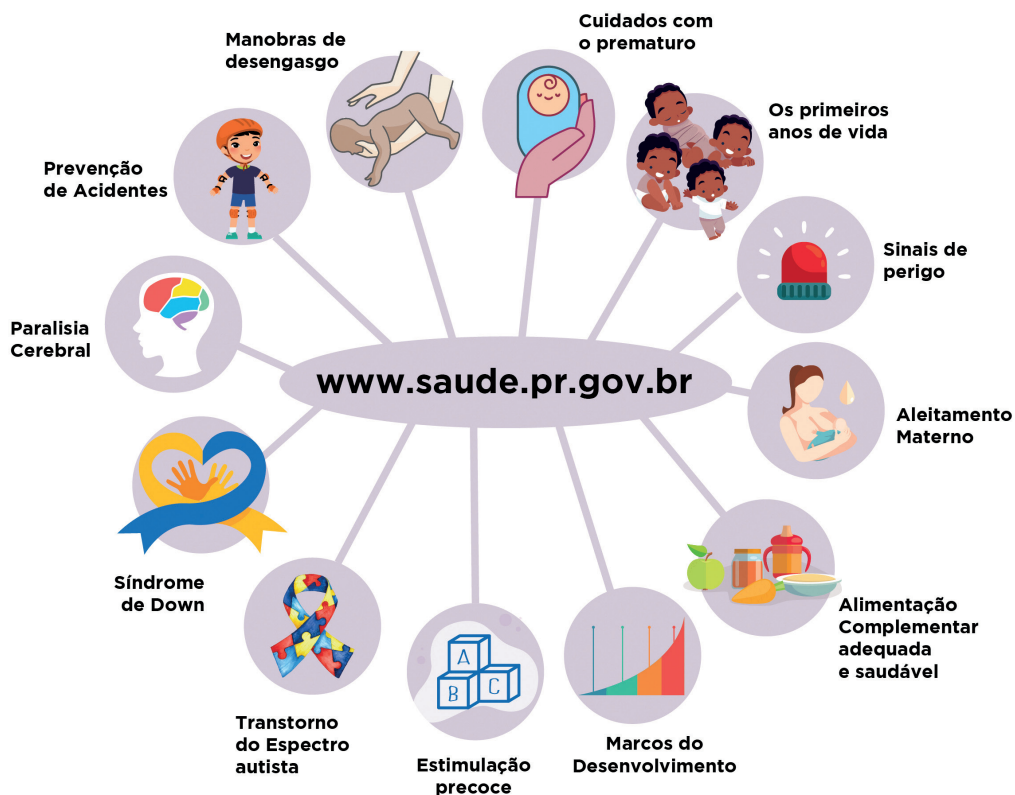 Cuidados com
o prematuro
Manobras de
desengasgo
Os primeiros
anos de vida
Prevenção
de Acidentes
Sinais de
perigo
Paralisia
Cerebral
www.saude.pr.gov.br
Aleitamento
Materno
Síndrome
de Down
Alimentação
Complementar
adequada
e saudável
A
B
C
Transtorno
do Espectro
autista
Estimulação
precoce
Marcos do
Desenvolvimento